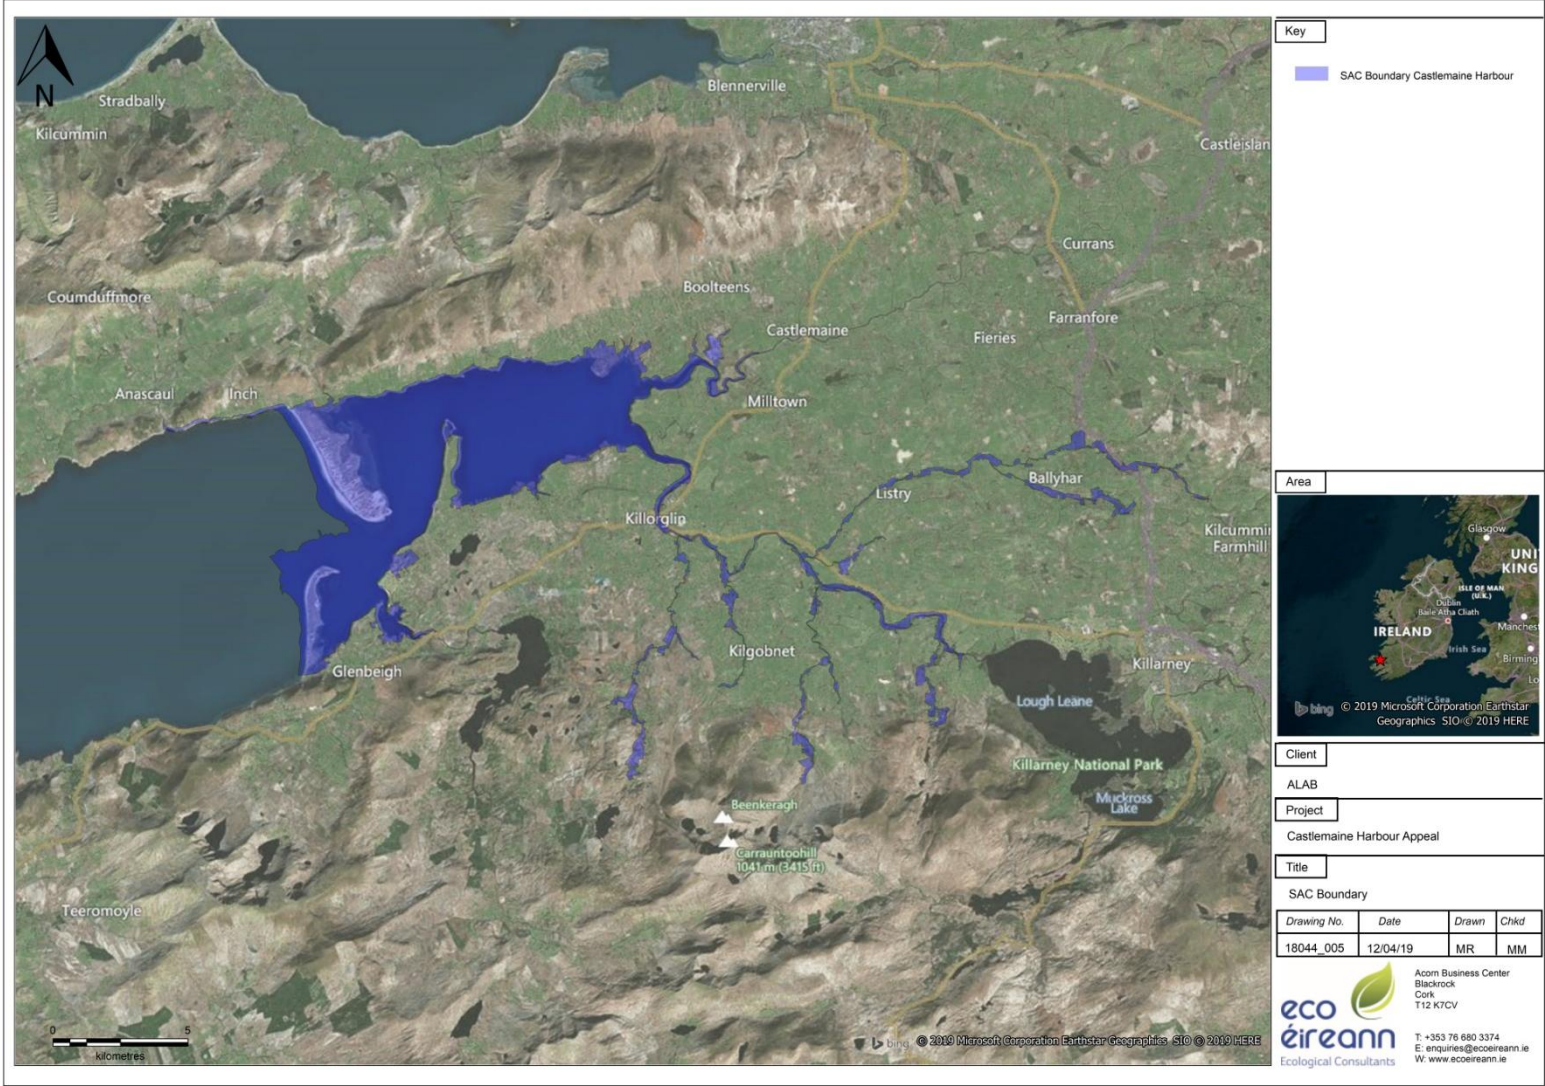 N
Stradbally
Kilcummin
Blennerville
Castleislan
Currans
Coumduffmore
Boolteens
Castlemaine
Farranfore
Fieries
Anascaul
Inch
Milltown
Listry
Ballyhar
Killorglin
Kilcummin
Farmhill
Kilgobnet
Glenbeigh
Killarney
Lough Leane
Killarney National Park
Muckross
Lake
Beenkeragh
Carrauntoohill
1041 m (3415 ft)
Teeromoyle
0 5
kilometres
bing © 2019 Microsoft Corporation Earthstar Geographics SIO © 2019 HERE
Key
SAC Boundary Castlemaine Harbour
Area
Glasgow
UNI
KING
ISLE OF MAN
(U.K.)
Dublin
Baile Átha Cliath
IRELAND
Manchest
Irish Sea
Birming
Lo
Celtic Sea
bing © 2019 Microsoft Corporation Earthstar
Geographics SIO © 2019 HERE
Client
ALAB
Project
Castlemaine Harbour Appeal
Title
SAC Boundary
Drawing No. Date Drawn Chkd
18044_005 12/04/19 MR MM
eco
éireann
Ecological Consultants
Acorn Business Center
Blackrock
Cork
T12 K7CV
T: +353 76 680 3374
E: enquiries@ecoeireann.ie
W: www.ecoeireann.ie